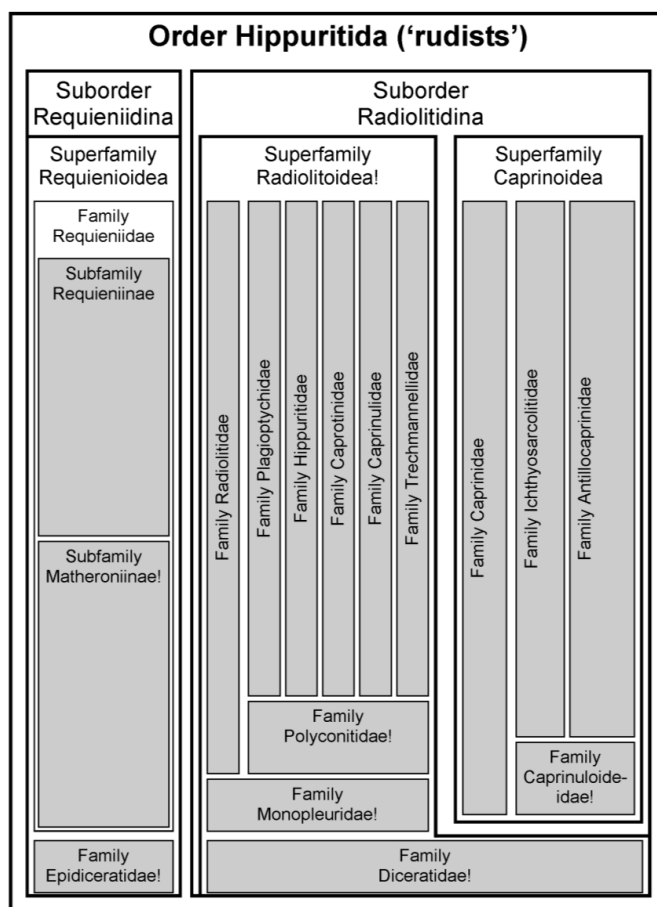 Order Hippuritida (‘rudists’)
Suborder
Requieniidina
Superfamily
Requienioidea
Family
Requieniidae
Subfamily
Requieniinae
Subfamily
Matheroniinae!
Family
Epidiceratidae!
Suborder
Radiolitidina
Superfamily
Radiolitoidea!
Family Radiolitidae
Family Plagioptychidae
Family Hippuritidae
Family Caprotinidae
Family Caprinulidae
Family Trechmannellidae
Family
Polyconitidae!
Family
Monopleuridae!
Superfamily
Caprinoidea
Family Caprinidae
Family Ichthyosarcolitidae
Family Antillocaprinidae
Family
Caprinuloide-
idae!
Family
Diceratidae!